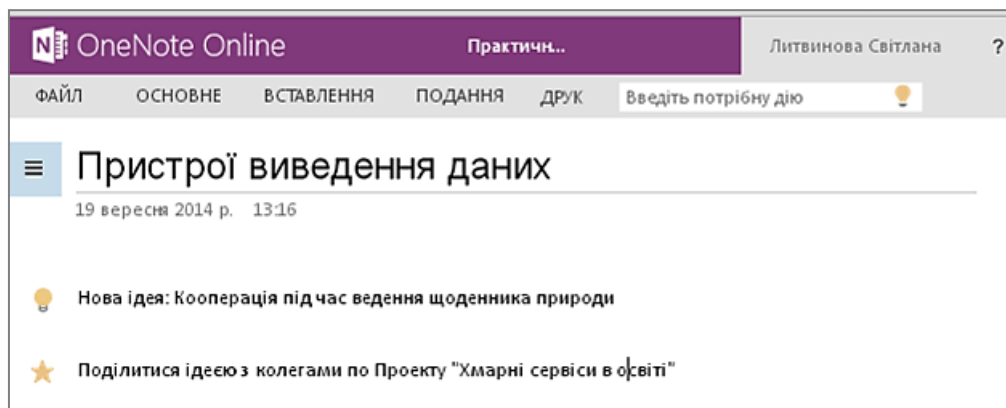 OneNote Online Практичн... Литвинова Світлана ?
ФАЙЛ ОСНОВНЕ ВСТАВЛЕННЯ ПОДАННЯ ДРУК Введіть потрібну дію
Пристрої виведення даних
19 вересня 2014 р. 13:16
Нова ідея: Кооперація під час ведення щоденника природи
Поділитися ідеєю з колегами по Проекту "Хмарні сервіси в освіті"